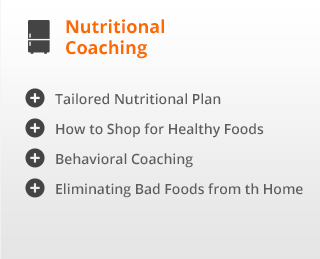 Nutritional
Coaching
Tailored Nutritional Plan
How to Shop for Healthy Foods
Behavioral Coaching
Eliminating Bad Foods from th Home